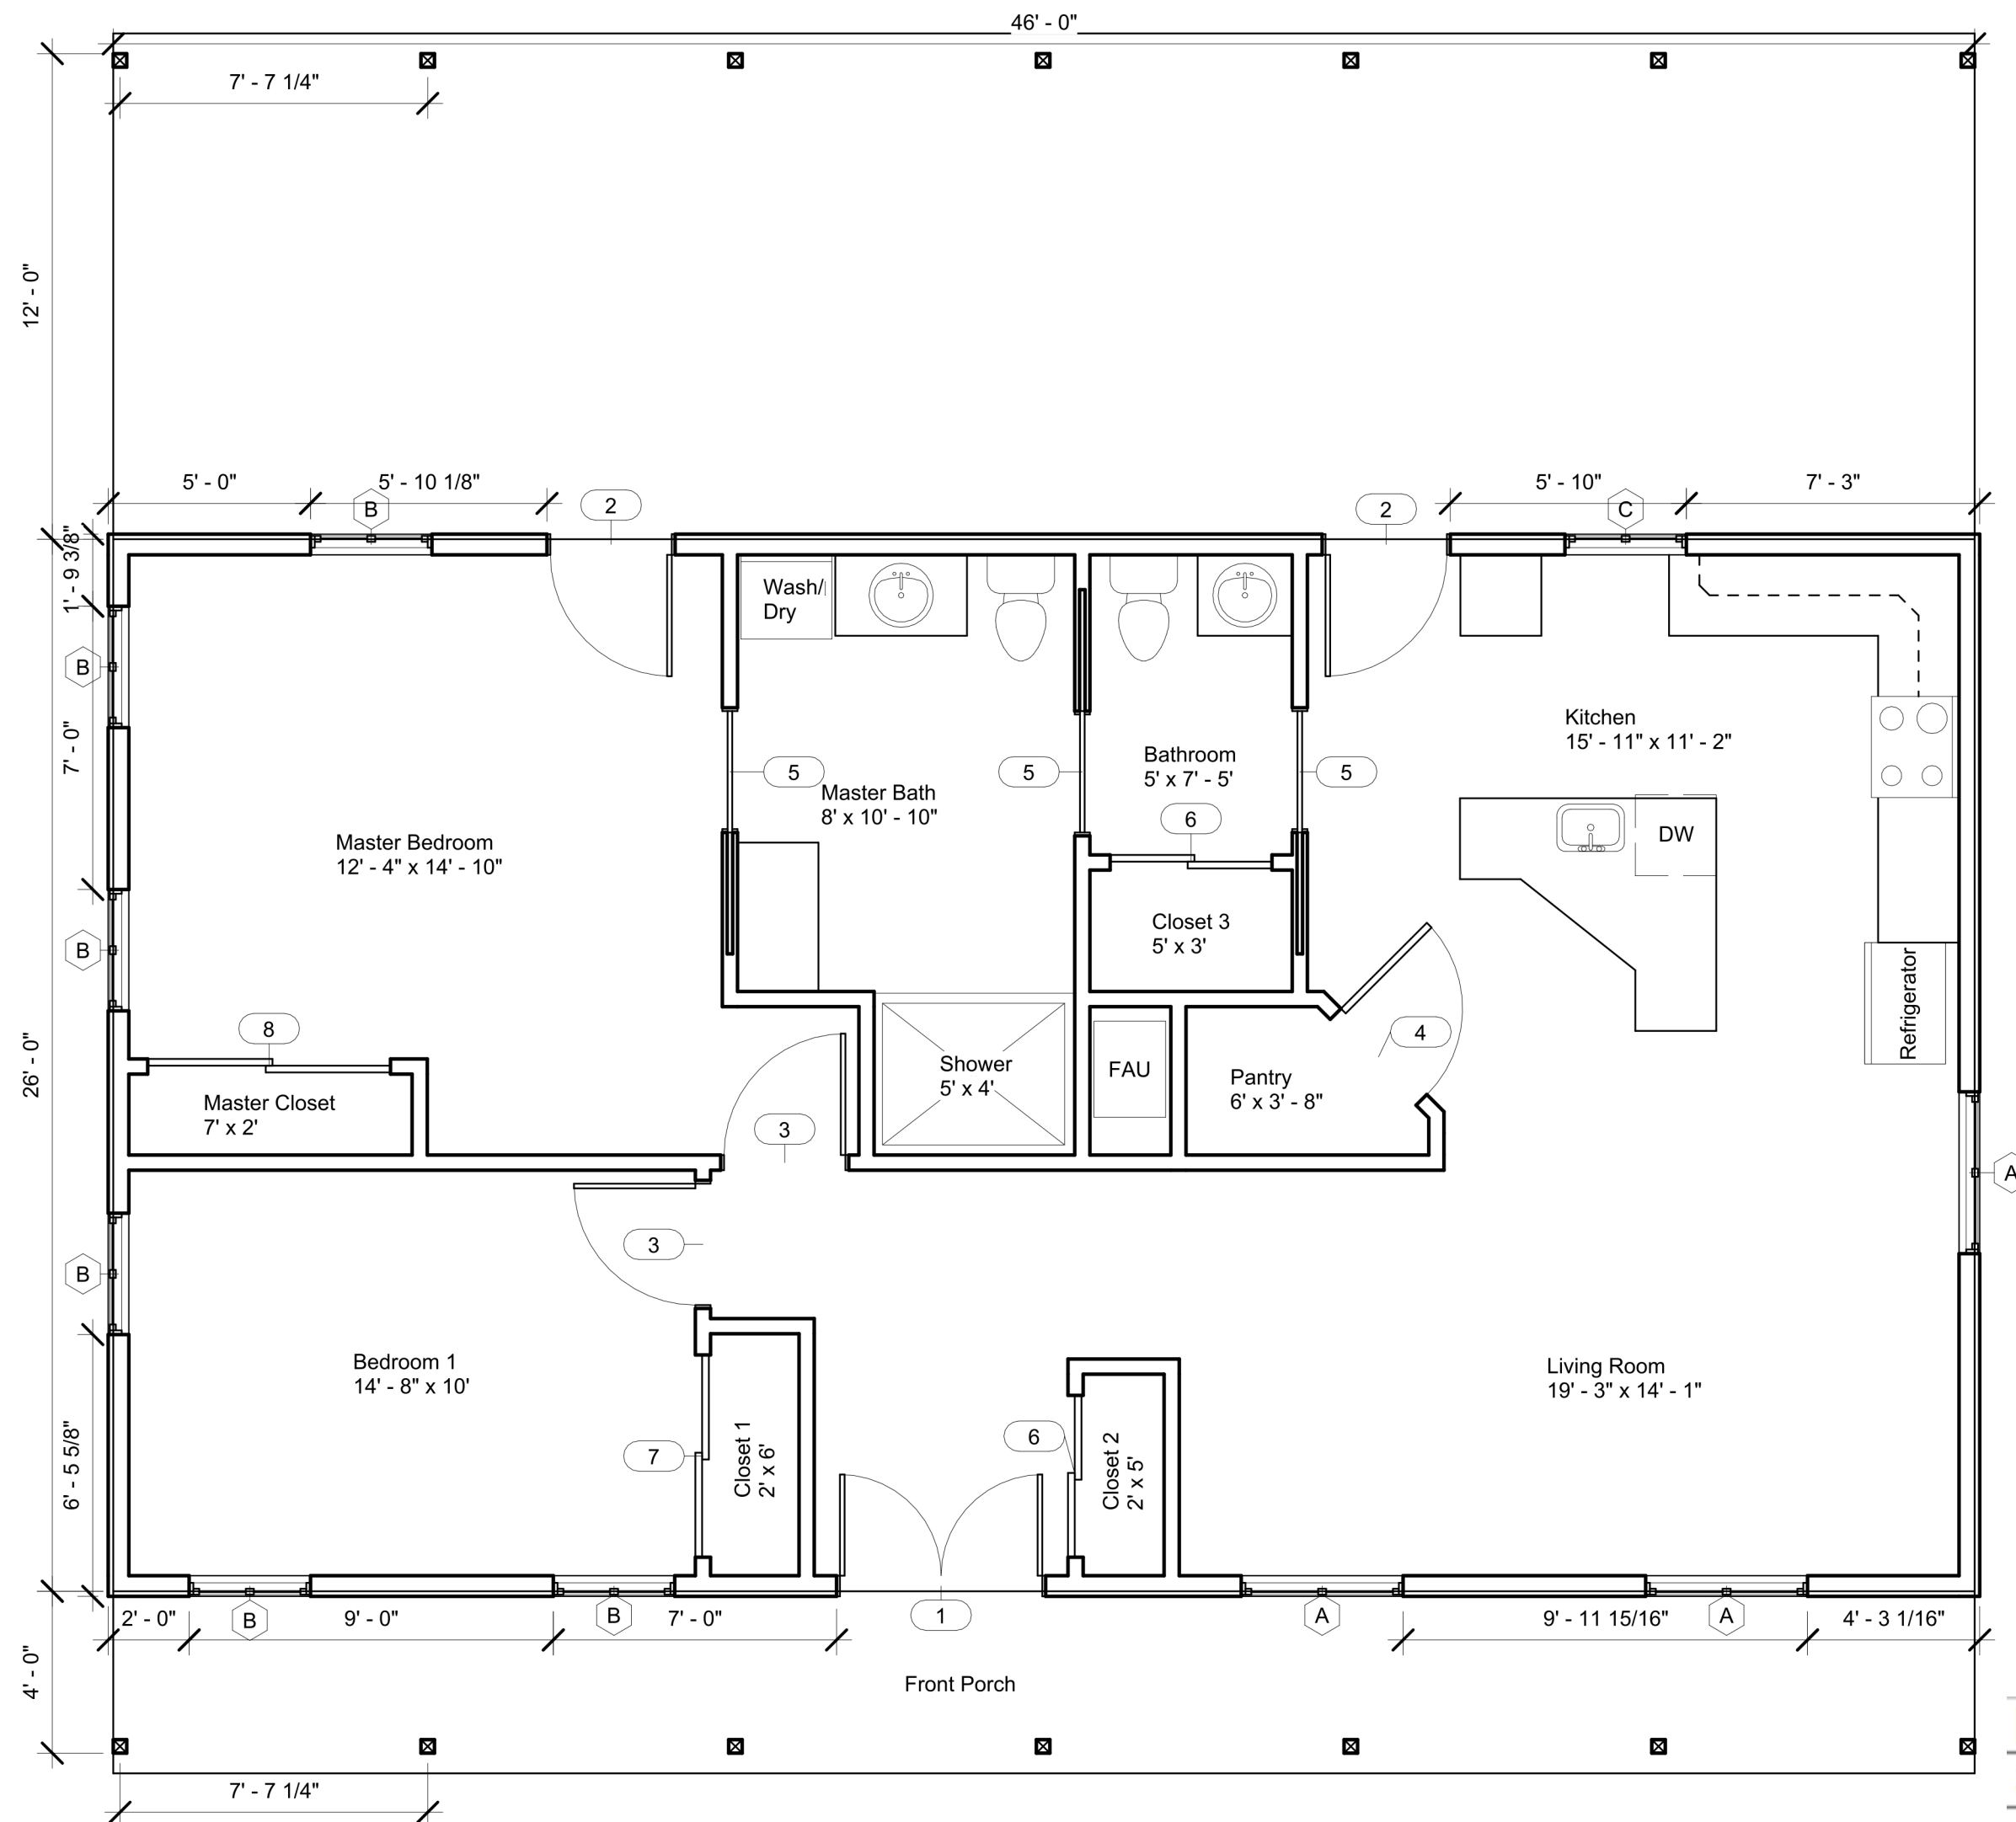 46' - 0"
7' - 7 1/4"
12' - 0"
5' - 0"
5' - 10 1/8"
B
2
2
5' - 10"
C
7' - 3"
1' - 9 3/8"
Wash/
Dry
B
7' - 0"
Kitchen
15' - 11" x 11' - 2"
Bathroom
5' x 7' - 5'
5
5
5
Master Bath
8' x 10' - 10"
6
DW
Master Bedroom
12' - 4" x 14' - 10"
Closet 3
5' x 3'
B
Refrigerator
8
4
26' - 0"
Shower
5' x 4'
FAU
Pantry
6' x 3' - 8"
Master Closet
7' x 2'
3
A
3
B
Bedroom 1
14' - 8" x 10'
Living Room
19' - 3" x 14' - 1"
6' - 5 5/8"
7
Closet 1
2' x 6'
6
Closet 2
2' x 5'
2' - 0"
B
9' - 0"
B
7' - 0"
1
A
9' - 11 15/16"
A
4' - 3 1/16"
4' - 0"
Front Porch
7' - 7 1/4"